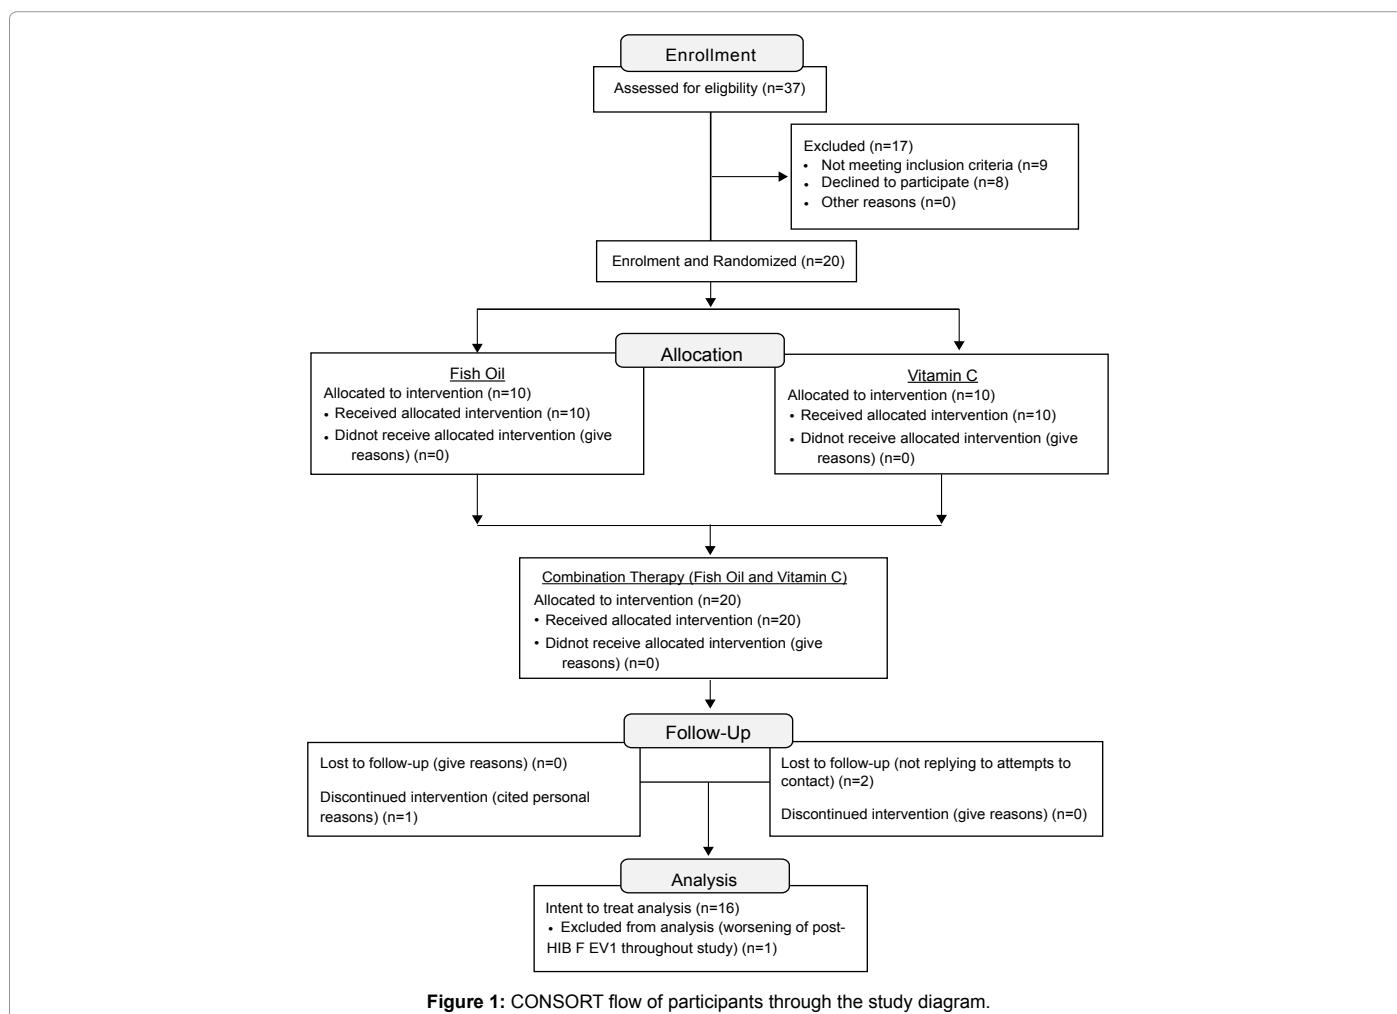 Enrollment
Assessed for eligbility (n=37)
Excluded (n=17)
• Not meeting inclusion criteria (n=9
• Declined to participate (n=8)
• Other reasons (n=0)
Enrolment and Randomized (n=20)
Allocation
Fish Oil
Allocated to intervention (n=10)
• Received allocated intervention (n=10)
• Didnot receive allocated intervention (give
reasons) (n=0)
Vitamin C
Allocated to intervention (n=10)
• Received allocated intervention (n=10)
• Didnot receive allocated intervention (give
reasons) (n=0)
Combination Therapy (Fish Oil and Vitamin C)
Allocated to intervention (n=20)
• Received allocated intervention (n=20)
• Didnot receive allocated intervention (give
reasons) (n=0)
Follow-Up
Lost to follow-up (give reasons) (n=0)
Discontinued intervention (cited personal
reasons) (n=1)
Lost to follow-up (not replying to attempts to
contact) (n=2)
Discontinued intervention (give reasons) (n=0)
Analysis
Intent to treat analysis (n=16)
• Excluded from analysis (worsening of post-
HIB F EV1 throughout study) (n=1)
Figure 1: CONSORT flow of participants through the study diagram.